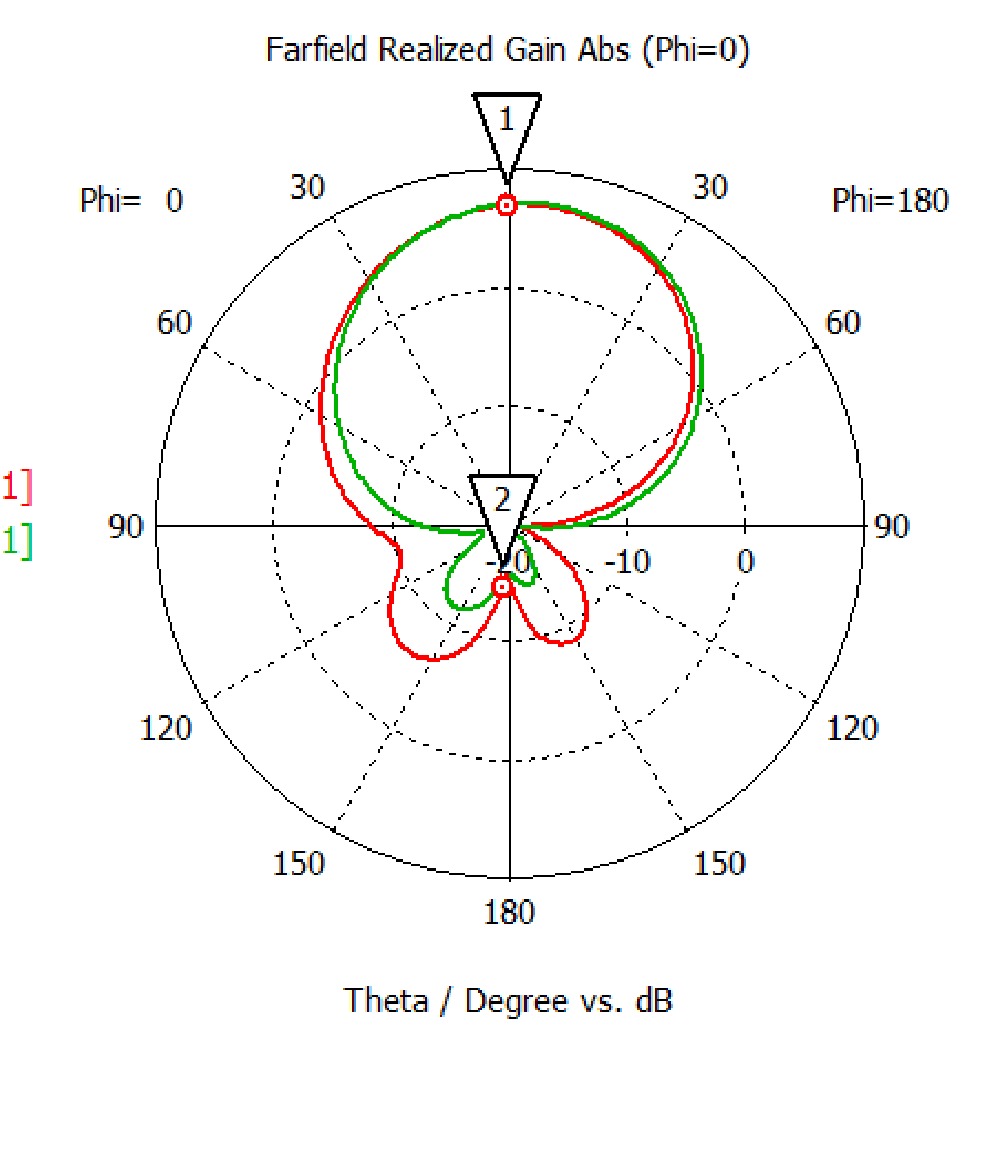 Farfield Realized Gain Abs (Phi=0)
1
30 30
Phi= 0 Phi=180
60 60
1]
2
90 90
1]
-20 -10 0
120 120
150 150
180
Theta / Degree vs. dB